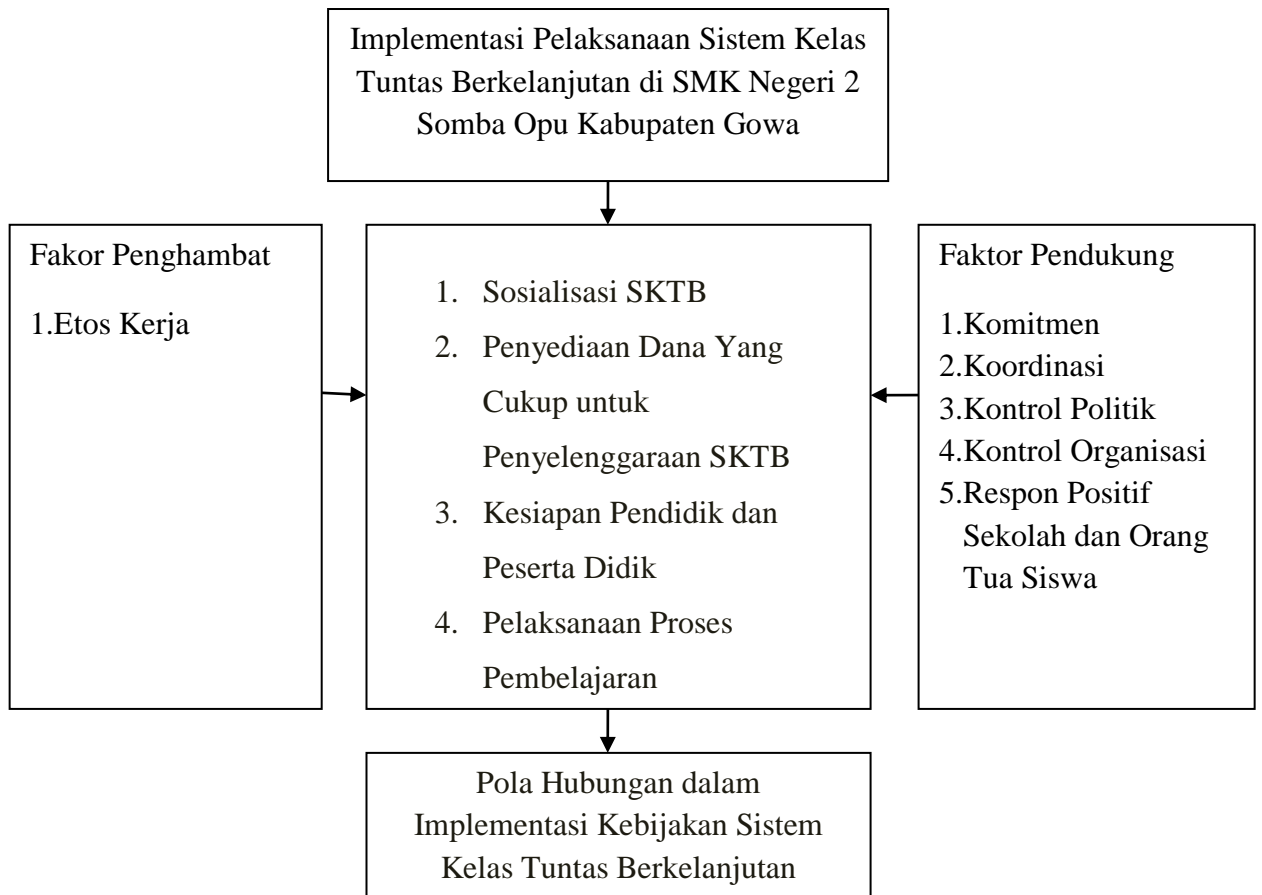 Implementasi Pelaksanaan Sistem Kelas
Tuntas Berkelanjutan di SMK Negeri 2
Somba Opu Kabupaten Gowa
Fakor Penghambat
1.Etos Kerja
1. Sosialisasi SKTB
2. Penyediaan Dana Yang
Cukup untuk
Penyelenggaraan SKTB
3. Kesiapan Pendidik dan
Peserta Didik
4. Pelaksanaan Proses
Pembelajaran
Faktor Pendukung
1.Komitmen
2.Koordinasi
3.Kontrol Politik
4.Kontrol Organisasi
5.Respon Positif
Sekolah dan Orang
Tua Siswa
Pola Hubungan dalam
Implementasi Kebijakan Sistem
Kelas Tuntas Berkelanjutan